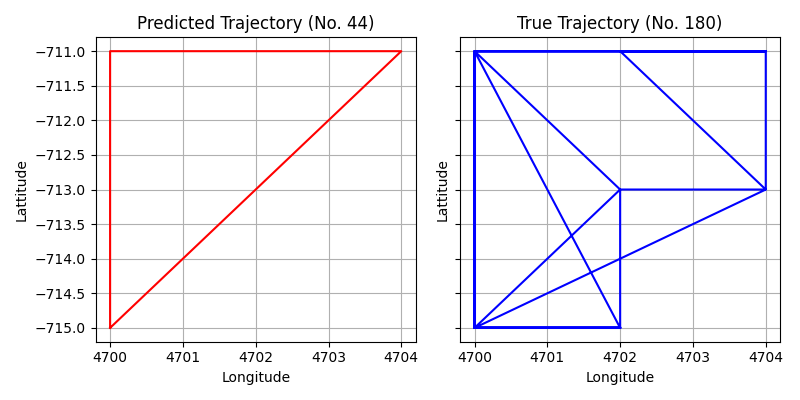 Predicted Trajectory (No. 44)
True Trajectory (No. 180)
Lattitude
−711.0
−711.5
−712.0
−712.5
−713.0
−713.5
−714.0
−714.5
−715.0
4700 4701 4702 4703 4704
Longitude
Lattitude
4700 4701 4702 4703 4704
Longitude